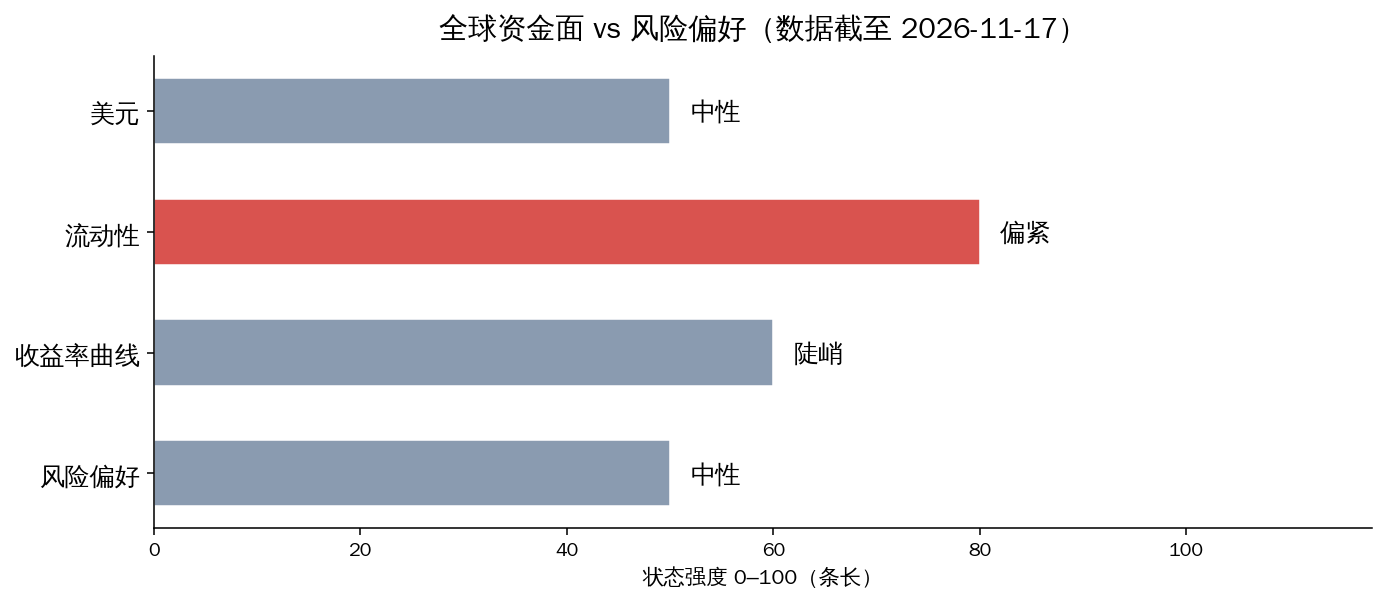 全球资金面 vs 风险偏好（数据截至 2026-11-17）
美元 中性
流动性 偏紧
收益率曲线 陡峭
风险偏好 中性
0 20 40 60 80 100
状态强度 0–100（条长）